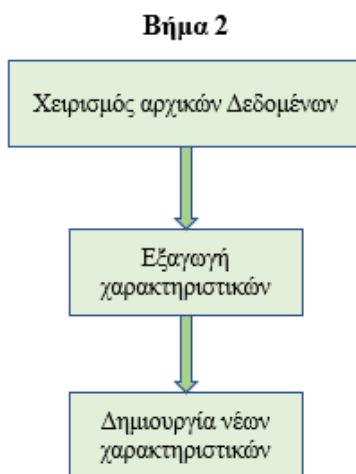 Βήμα 2
Χειρισμός αρχικών Δεδομένων
Εξαγωγή
χαρακτηριστικών
Δημιουργία νέων
χαρακτηριστικών